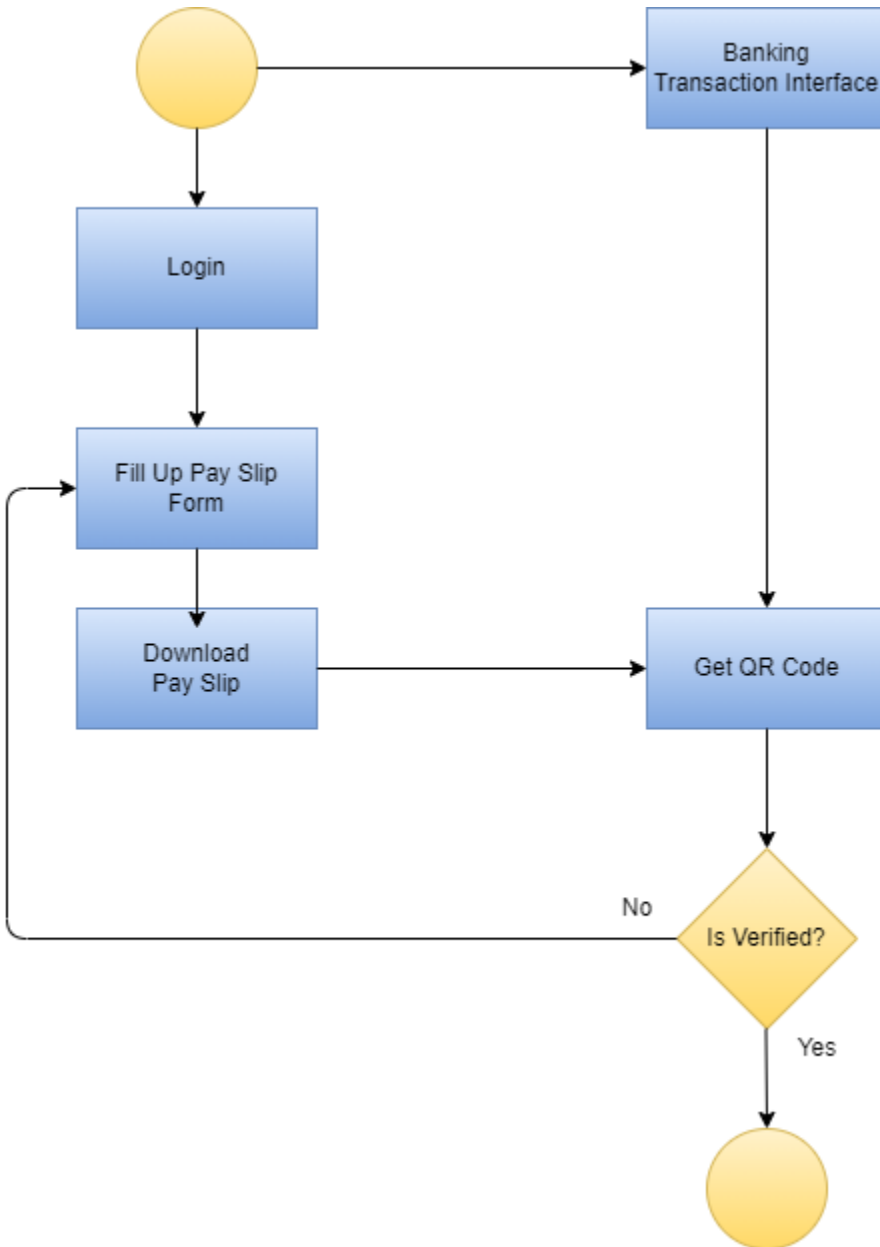 Banking
Transaction Interface
Login
Fill Up Pay Slip
Form
Download
Pay Slip
Get QR Code
No
Is Verified?
Yes